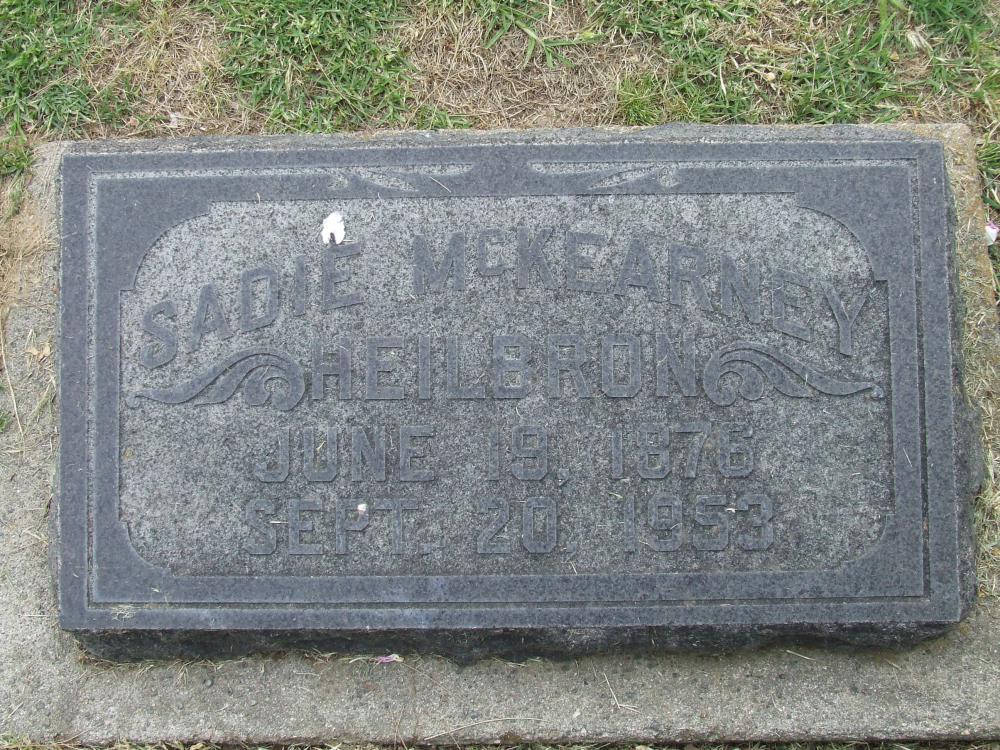 SADIE McKEARNEY
HEILBRON
JUNE 19, 1876
SEPT. 20, 1953